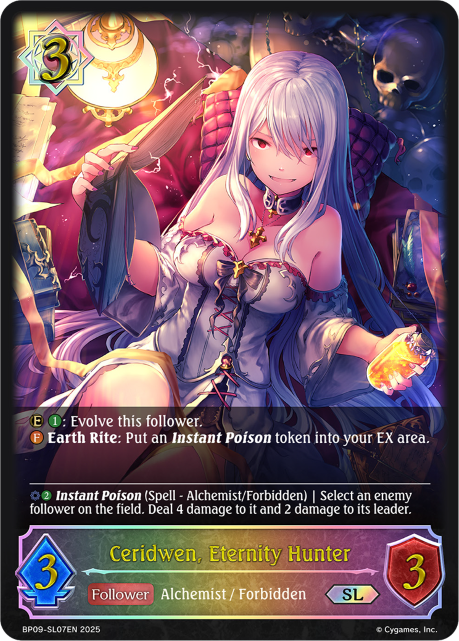 3
E 1: Evolve this follower.
F Earth Rite: Put an Instant Poison token into your EX area.
2 Instant Poison (Spell - Alchemist/Forbidden) | Select an enemy
follower on the field. Deal 4 damage to it and 2 damage to its leader.
Ceridwen, Eternity Hunter
3
Follower Alchemist / Forbidden SL
3
BP09-SL07EN 2025
© Cygames, Inc.